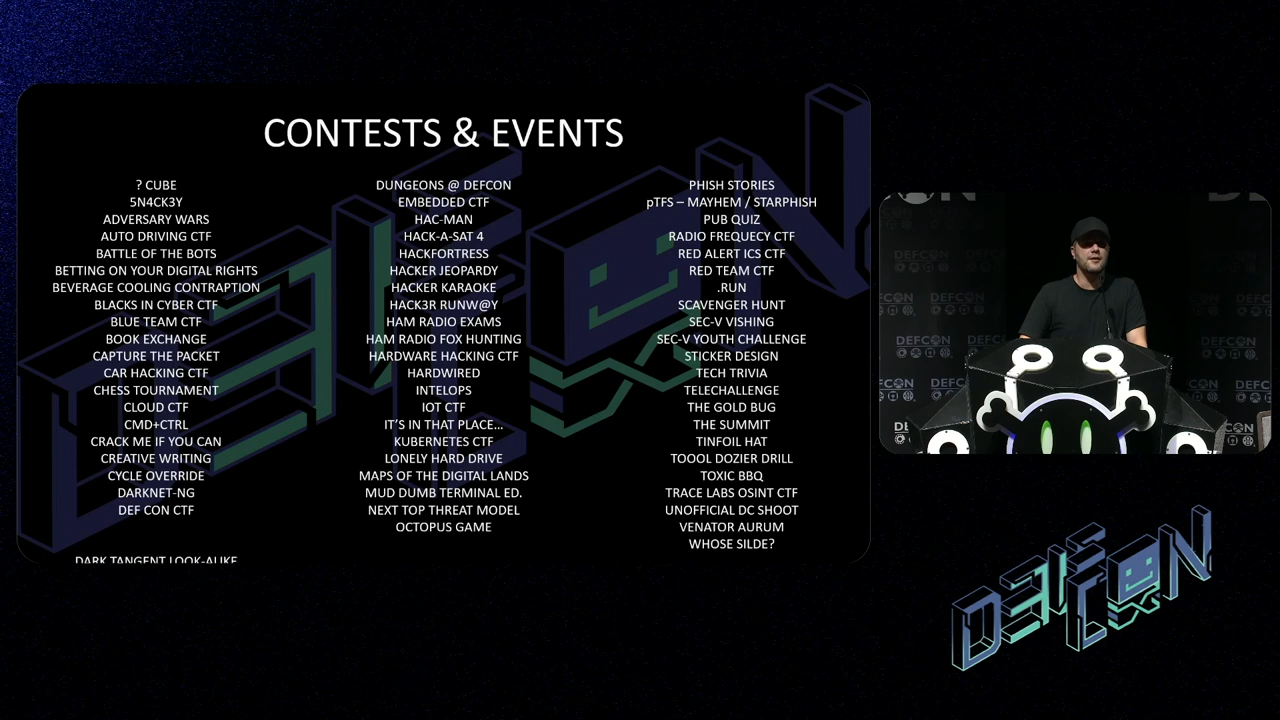 CONTESTS & EVENTS
? CUBE
5N4CK3Y
ADVERSARY WARS
AUTO DRIVING CTF
BATTLE OF THE BOTS
BETTING ON YOUR DIGITAL RIGHTS
BEVERAGE COOLING CONTRAPTION
BLACKS IN CYBER CTF
BLUE TEAM CTF
BOOK EXCHANGE
CAPTURE THE PACKET
CAR HACKING CTF
CHESS TOURNAMENT
CLOUD CTF
CMD+CTRL
CRACK ME IF YOU CAN
CREATIVE WRITING
CYCLE OVERRIDE
DARKNET-NG
DEF CON CTF
DARK TANGENT LOOK-ALIKE
DUNGEONS @ DEFCON
EMBEDDED CTF
HAC-MAN
HACK-A-SAT 4
HACKFORTRESS
HACKER JEOPARDY
HACKER KARAOKE
HACK3R RUNW@Y
HAM RADIO EXAMS
HAM RADIO FOX HUNTING
HARDWARE HACKING CTF
HARDWIRED
INTELOPS
IOT CTF
IT'S IN THAT PLACE...
KUBERNETES CTF
LONELY HARD DRIVE
MAPS OF THE DIGITAL LANDS
MUD DUMB TERMINAL ED.
NEXT TOP THREAT MODEL
OCTOPUS GAME
PHISH STORIES
pTFS – MAYHEM / STARPHISH
PUB QUIZ
RADIO FREQUECY CTF
RED ALERT ICS CTF
RED TEAM CTF
.RUN
SCAVENGER HUNT
SEC-V VISHING
SEC-V YOUTH CHALLENGE
STICKER DESIGN
TECH TRIVIA
TELECHALLENGE
THE GOLD BUG
THE SUMMIT
TINFOIL HAT
TOOOL DOZIER DRILL
TOXIC BBQ
TRACE LABS OSINT CTF
UNOFFICIAL DC SHOOT
VENATOR AURUM
WHOSE SILDE?
DEFCON
DEFCON
DEFCON
DEFCON
DEF CON